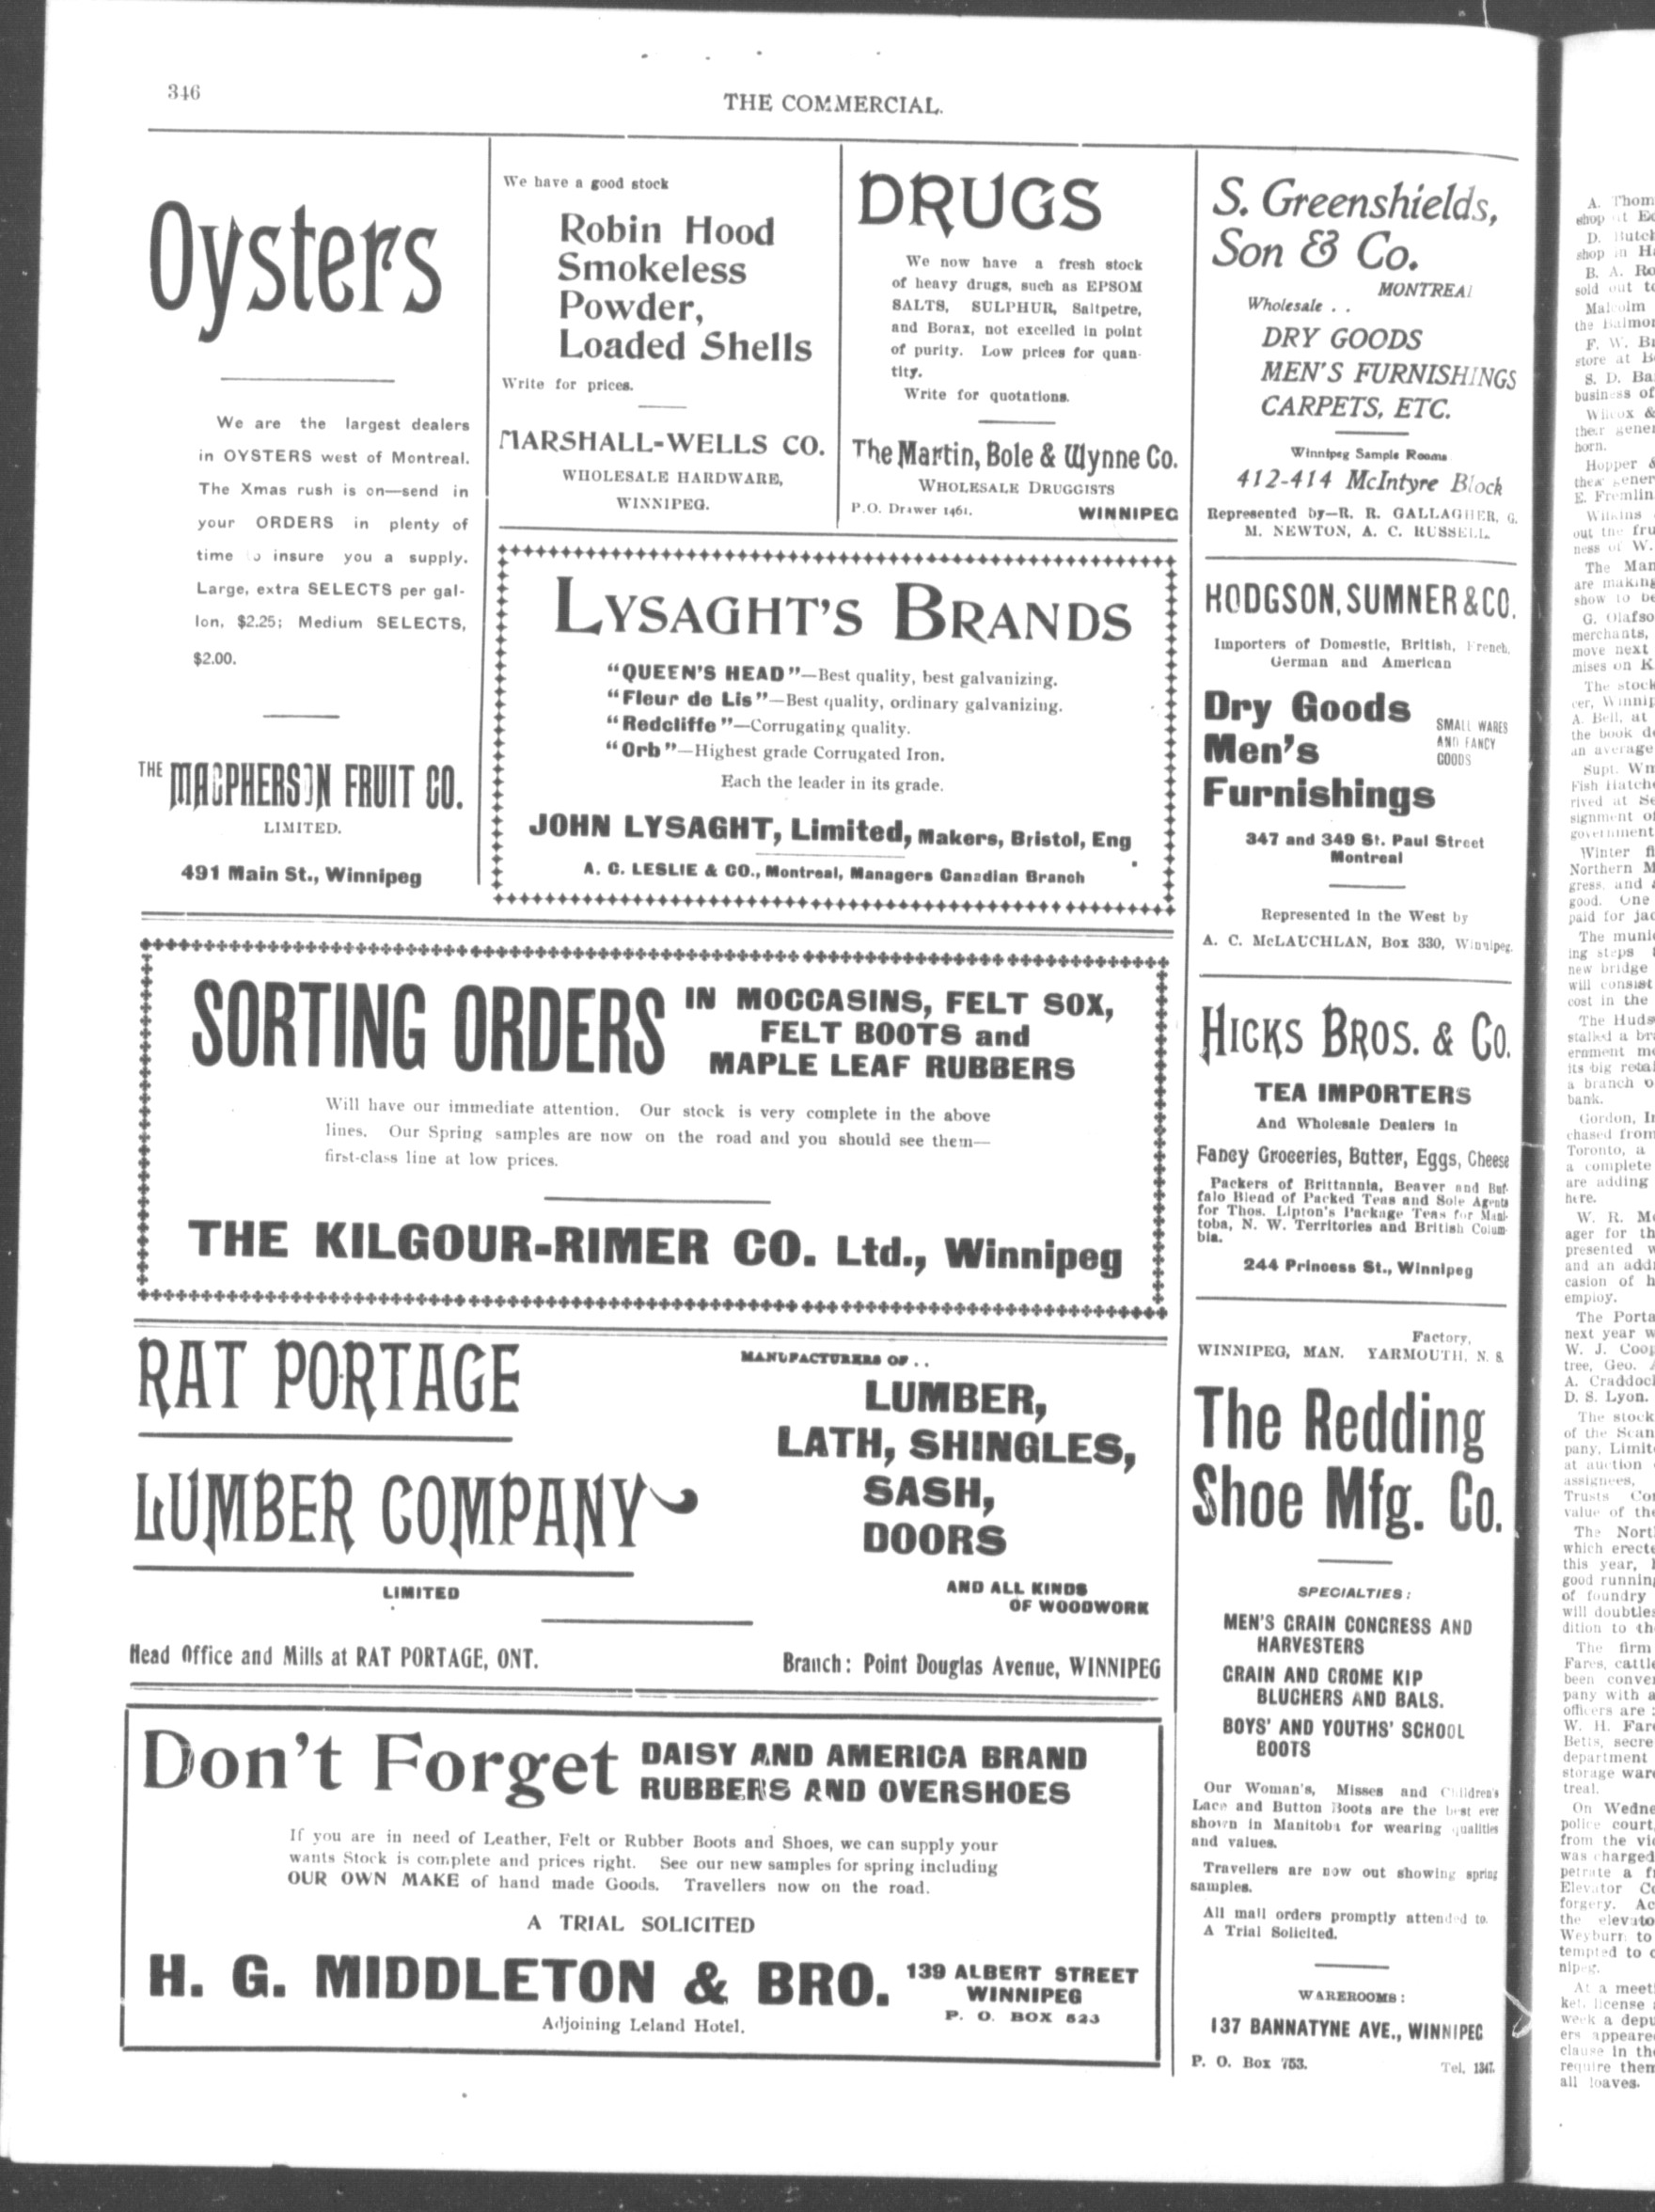 346
THE COMMERCIAL.
Oysters
We are the largest dealers
in OYSTERS west of Montreal.
The Xmas rush is on—send in
your ORDERS in plenty of
time to insure you a supply.
Large, extra SELECTS per gal-
lon, $2.25; Medium SELECTS,
$2.00.
THE MACPHERSON FRUIT CO.
LIMITED.
491 Main St., Winnipeg
We have a good stock
Robin Hood
Smokeless
Powder,
Loaded Shells
Write for prices.
MARSHALL-WELLS CO.
WHOLESALE HARDWARE,
WINNIPEG.
DRUGS
We now have a fresh stock
of heavy drugs, such as EPSOM
SALTS, SULPHUR, Saltpetre,
and Borax, not excelled in point
of purity. Low prices for quan-
tity.
Write for quotations.
The Martin, Bole & Wynne Co.
WHOLESALE DRUGGISTS
P.O. Drawer 1461. WINNIPEG
LYSAGHT'S BRANDS
"QUEEN'S HEAD"—Best quality, best galvanizing.
"Fleur de Lis"—Best quality, ordinary galvanizing.
"Redcliffe"—Corrugating quality.
"Orb"—Highest grade Corrugated Iron.
Each the leader in its grade.
JOHN LYSAGHT, Limited, Makers, Bristol, Eng
A. C. LESLIE & CO., Montreal, Managers Canadian Branch
SORTING ORDERS
IN MOCCASINS, FELT SOX,
FELT BOOTS and
MAPLE LEAF RUBBERS
Will have our immediate attention. Our stock is very complete in the above
lines. Our Spring samples are now on the road and you should see them—
first-class line at low prices.
THE KILGOUR-RIMER CO. Ltd., Winnipeg
RAT PORTAGE
LUMBER COMPANY
LIMITED
MANUFACTURERS OF . .
LUMBER,
LATH, SHINGLES,
SASH,
DOORS
AND ALL KINDS
OF WOODWORK
Head Office and Mills at RAT PORTAGE, ONT.
Branch: Point Douglas Avenue, WINNIPEG
Don't Forget
DAISY AND AMERICA BRAND
RUBBERS AND OVERSHOES
If you are in need of Leather, Felt or Rubber Boots and Shoes, we can supply your
wants Stock is complete and prices right. See our new samples for spring including
OUR OWN MAKE of hand made Goods. Travellers now on the road.
A TRIAL SOLICITED
H. G. MIDDLETON & BRO.
139 ALBERT STREET
WINNIPEG
P. O. BOX 523
Adjoining Leland Hotel.
S. Greenshields,
Son & Co.
MONTREAL
Wholesale . .
DRY GOODS
MEN'S FURNISHINGS
CARPETS, ETC.
Winnipeg Sample Rooms
412-414 McIntyre Block
Represented by—R. R. GALLAGHER, G.
M. NEWTON, A. C. RUSSELL.
HODGSON, SUMNER & CO.
Importers of Domestic, British, French,
German and American
Dry Goods
Men's
Furnishings
SMALL WARES
AND FANCY
GOODS
347 and 349 St. Paul Street
Montreal
Represented in the West by
A. C. McLAUCHLAN, Box 330, Winnipeg.
HICKS BROS. & CO.
TEA IMPORTERS
And Wholesale Dealers in
Fancy Groceries, Butter, Eggs, Cheese
Packers of Brittannia, Beaver and Buf-
falo Blend of Packed Teas and Sole Agents
for Thos. Lipton's Package Teas for Mani-
toba, N. W. Territories and British Colum-
bia.
244 Princess St., Winnipeg
Factory,
WINNIPEG, MAN. YARMOUTH, N. S.
The Redding
Shoe Mfg. Co.
SPECIALTIES:
MEN'S GRAIN CONGRESS AND
HARVESTERS
GRAIN AND CROME KIP
BLUCHERS AND BALS.
BOYS' AND YOUTHS' SCHOOL
BOOTS
Our Woman's, Misses and Children's
Lace and Button Boots are the best ever
shown in Manitoba for wearing qualities
and values.
Travellers are now out showing spring
samples.
All mail orders promptly attended to.
A Trial Solicited.
WAREROOMS:
137 BANNATYNE AVE., WINNIPEG
P. O. Box 753. Tel. 1347.